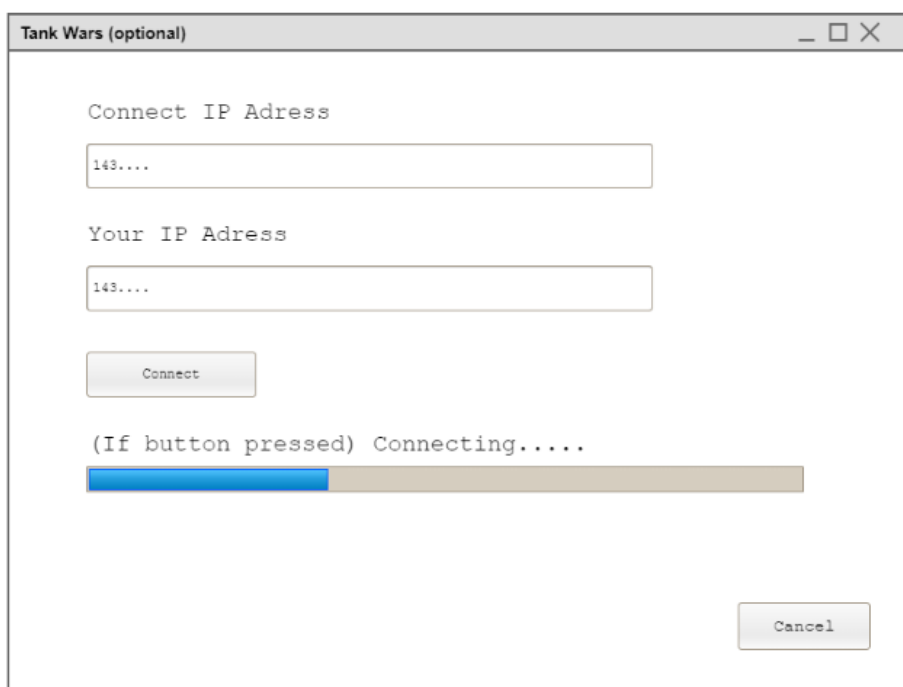 Tank Wars (optional)
Connect IP Adress
143....
Your IP Adress
143....
Connect
(If button pressed) Connecting.....
Cancel